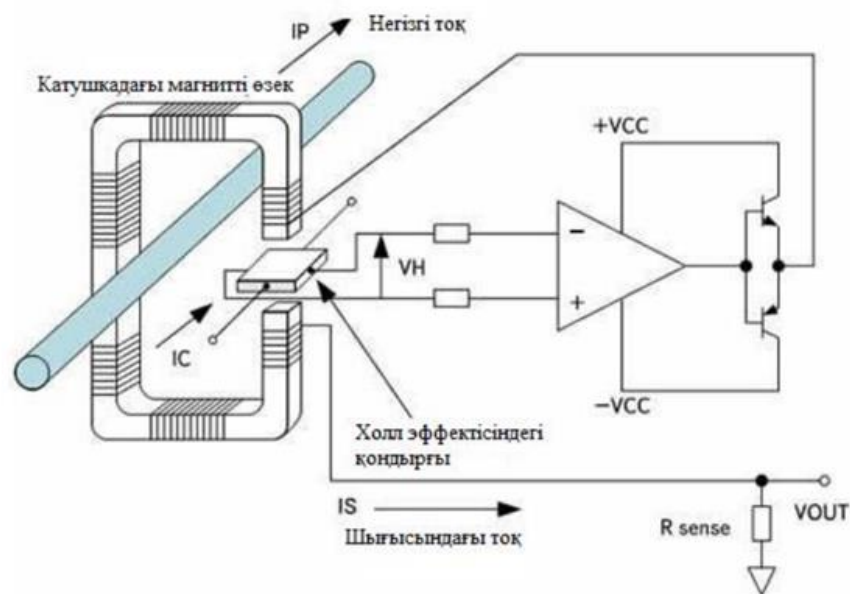 IP
Негізгі тоқ
Катушкадағы магнитті өзек
+VCC
−
VH
+
IC
−VCC
Холл эффектісіндегі
қондырғы
IS
Шығысындағы тоқ
R sense
VOUT